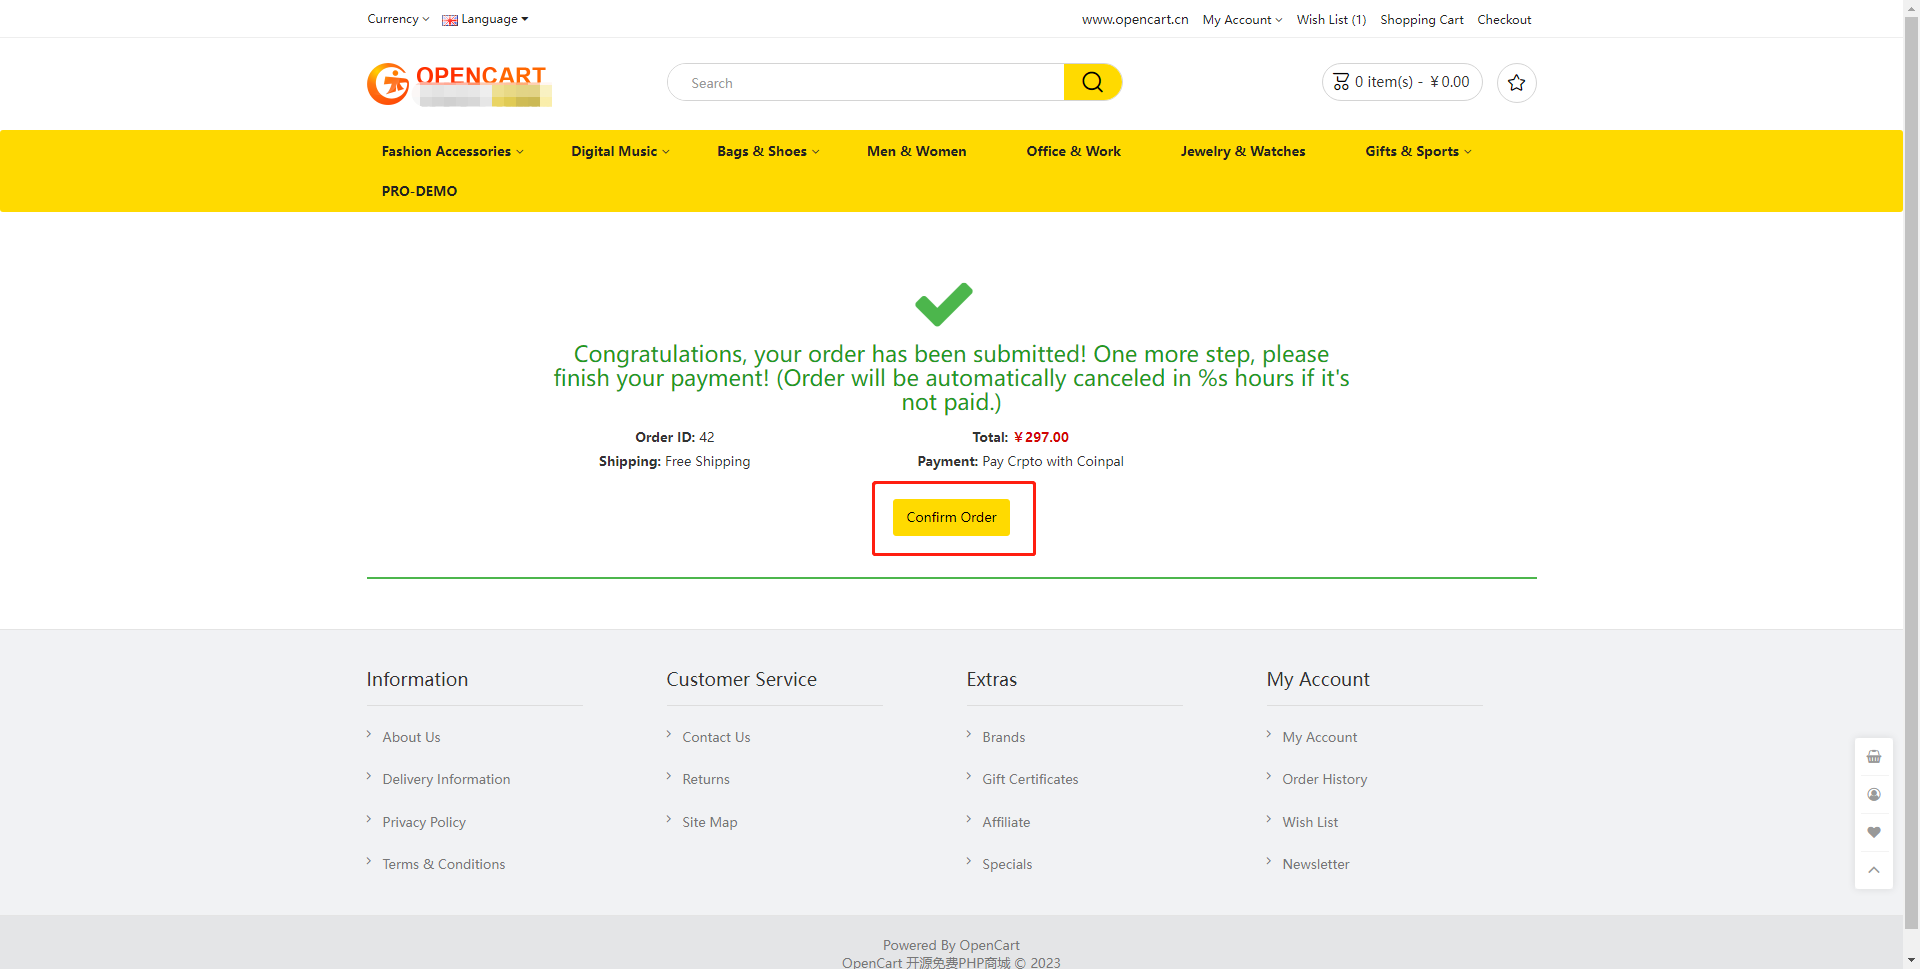 Currency Language www.opencart.cn My Account Wish List (1) Shopping Cart Checkout
OPENCART Search 0 item(s) - ￥0.00
Fashion Accessories Digital Music Bags & Shoes Men & Women Office & Work Jewelry & Watches Gifts & Sports
PRO-DEMO
Congratulations, your order has been submitted! One more step, please
finish your payment! (Order will be automatically canceled in %s hours if it's
not paid.)
Order ID: 42 Total: ￥297.00
Shipping: Free Shipping Payment: Pay Crpto with Coinpal
Confirm Order
Information Customer Service Extras My Account
About Us Contact Us Brands My Account
Delivery Information Returns Gift Certificates Order History
Privacy Policy Site Map Affiliate Wish List
Terms & Conditions Specials Newsletter
Powered By OpenCart
OpenCart 开源免费PHP商城 © 2023